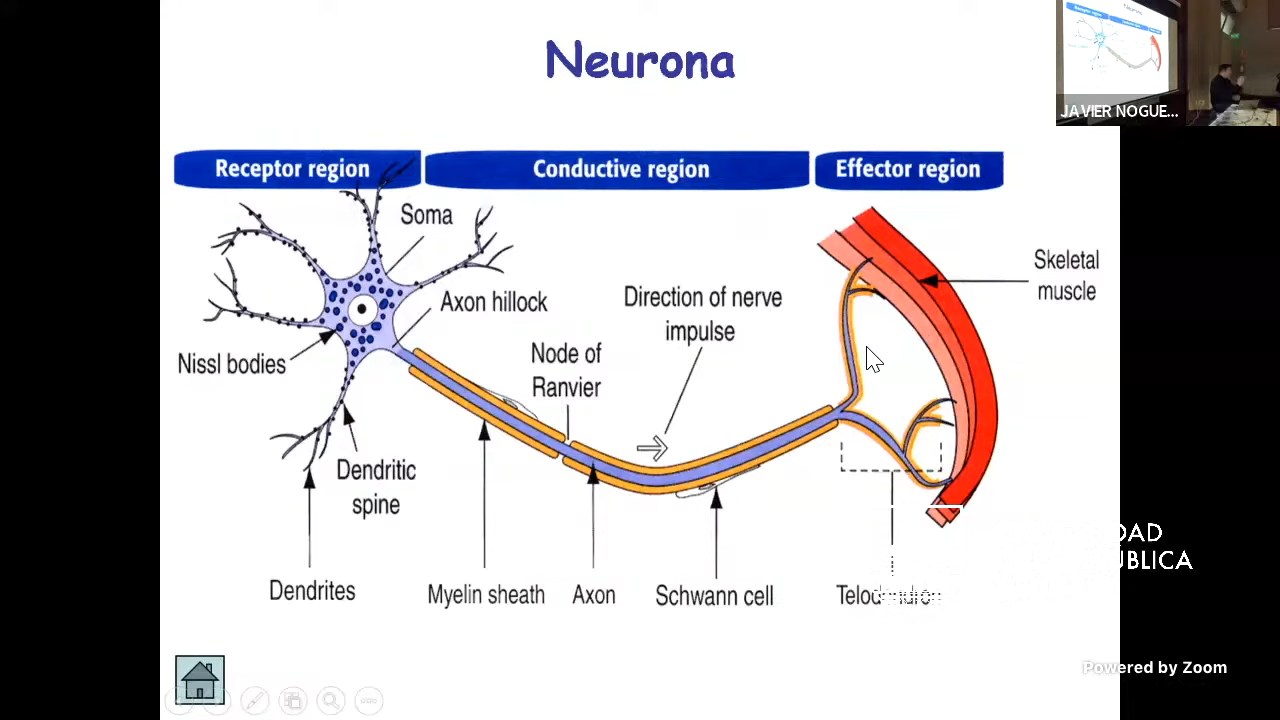 Neurona
JAVIER NOGUE...
Receptor region
Conductive region
Effector region
Soma
Skeletal
muscle
Axon hillock
Direction of nerve
impulse
Node of
Ranvier
Nissl bodies
Dendritic
spine
Dendrites
Myelin sheath
Axon
Schwann cell
Powered by Zoom